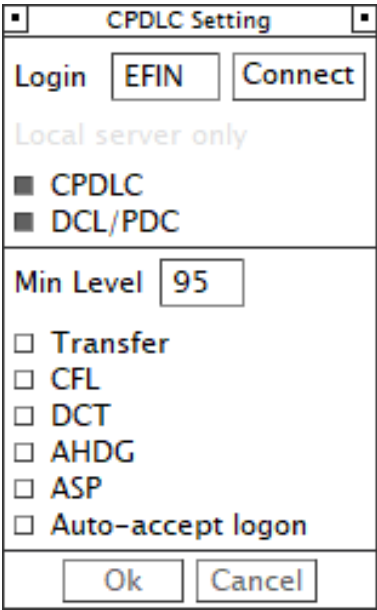 CPDLC Setting
Login EFIN Connect
Local server only
CPDLC
DCL/PDC
Min Level 95
Transfer
CFL
DCT
AHDG
ASP
Auto-accept logon
Ok Cancel